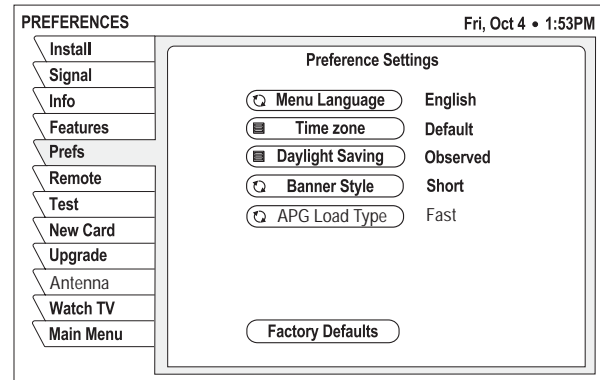 PREFERENCES
Fri, Oct 4 • 1:53PM
Install
Signal
Info
Features
Prefs
Remote
Test
New Card
Upgrade
Antenna
Watch TV
Main Menu
Preference Settings
Menu Language English
Time zone Default
Daylight Saving Observed
Banner Style Short
APG Load Type Fast
Factory Defaults